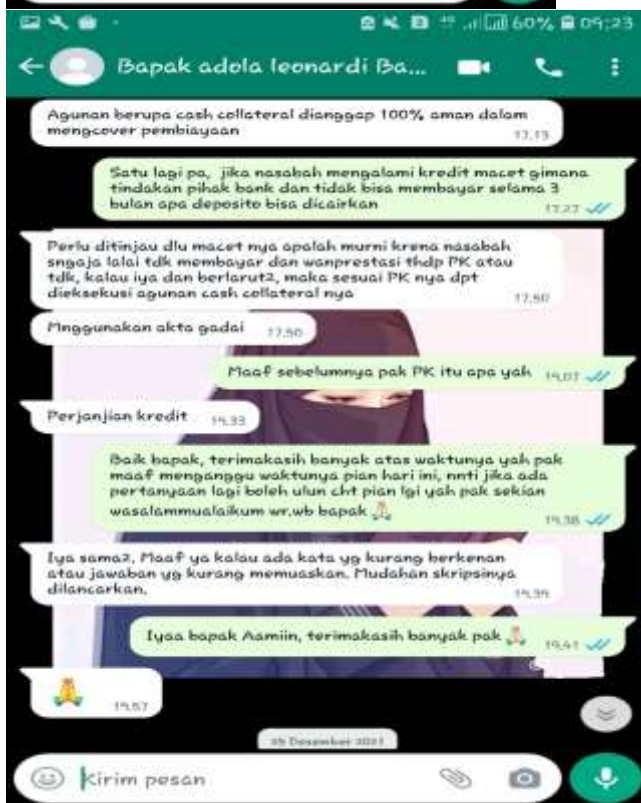 60% 09:23
Bapak adola leonardi Ba...
Agunan berupa cash collateral dianggap 100% aman dalam
mengcover pembiayaan
17.13
Satu lagi pa, jika nasabah mengalami kredit macet gimana
tindakan pihak bank dan tidak bisa membayar selama 3
bulan apa deposito bisa dicairkan
17.27
Perlu ditinjau dlu macet nya apalah murni krena nasabah
sngaja lalai tdk membayar dan wanprestasi thdp PK atau
tdk, kalau iya dan berlarut2, maka sesuai PK nya dpt
dieksekusi agunan cash collateral nya
17.50
Mnggunakan akta gadai 17.50
Maaf sebelumnya pak PK itu apa yah 19.07
Perjanjian kredit 19.33
Baik bapak, terimakasih banyak atas waktunya yah pak
maaf menganggu waktunya pian hari ini, nnti jika ada
pertanyaan lagi boleh ulun cht pian lgi yah pak sekian
wasalammualaikum wr.wb bapak 🙏
19.38
Iya sama2, Maaf ya kalau ada kata yg kurang berkenan
atau jawaban yg kurang memuaskan. Mudahan skripsinya
dilancarkan.
19.39
Iyaa bapak Aamiin, terimakasih banyak pak 🙏 19.41
🙏 19.57
Desember 2021
Kirim pesan